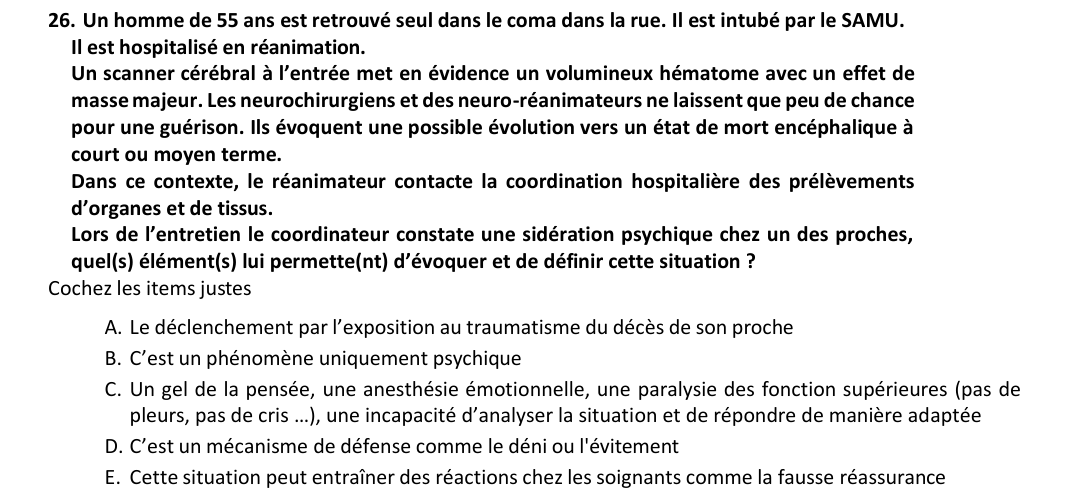 26. Un homme de 55 ans est retrouvé seul dans le coma dans la rue. Il est intubé par le SAMU.
Il est hospitalisé en réanimation.
Un scanner cérébral à l’entrée met en évidence un volumineux hématome avec un effet de
masse majeur. Les neurochirurgiens et des neuro-réanimateurs ne laissent que peu de chance
pour une guérison. Ils évoquent une possible évolution vers un état de mort encéphalique à
court ou moyen terme.
Dans ce contexte, le réanimateur contacte la coordination hospitalière des prélèvements
d’organes et de tissus.
Lors de l’entretien le coordinateur constate une sidération psychique chez un des proches,
quel(s) élément(s) lui permette(nt) d’évoquer et de définir cette situation ?
Cochez les items justes
A. Le déclenchement par l’exposition au traumatisme du décès de son proche
B. C’est un phénomène uniquement psychique
C. Un gel de la pensée, une anesthésie émotionnelle, une paralysie des fonction supérieures (pas de
pleurs, pas de cris …), une incapacité d’analyser la situation et de répondre de manière adaptée
D. C’est un mécanisme de défense comme le déni ou l'évitement
E. Cette situation peut entraîner des réactions chez les soignants comme la fausse réassurance